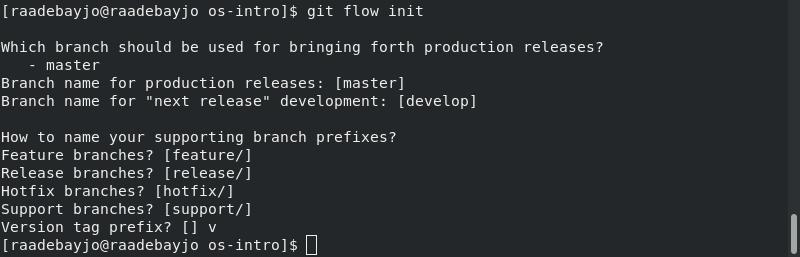 [raadebayjo@raadebayjo os-intro]$ git flow init

Which branch should be used for bringing forth production releases?
   - master
Branch name for production releases: [master]
Branch name for "next release" development: [develop]

How to name your supporting branch prefixes?
Feature branches? [feature/]
Release branches? [release/]
Hotfix branches? [hotfix/]
Support branches? [support/]
Version tag prefix? [] v
[raadebayjo@raadebayjo os-intro]$